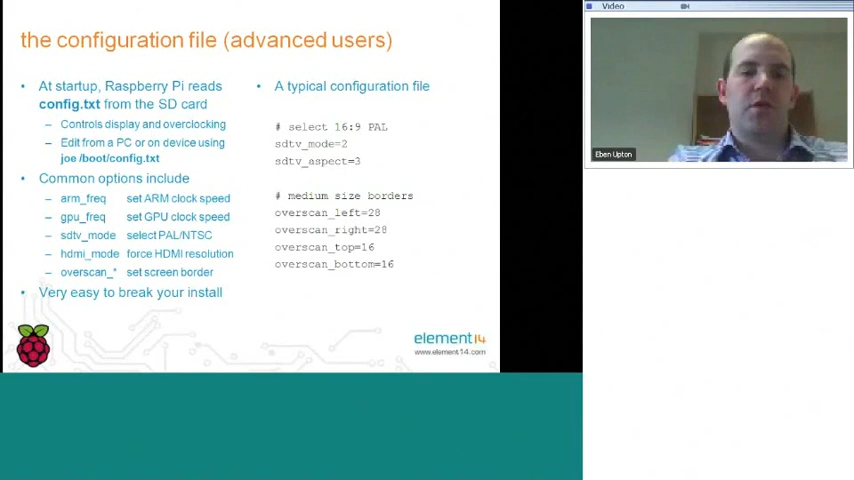 the configuration file (advanced users)
• At startup, Raspberry Pi reads
config.txt from the SD card
– Controls display and overclocking
– Edit from a PC or on device using
joe /boot/config.txt
• Common options include
– arm_freq set ARM clock speed
– gpu_freq set GPU clock speed
– sdtv_mode select PAL/NTSC
– hdmi_mode force HDMI resolution
– overscan_* set screen border
• Very easy to break your install
• A typical configuration file
# select 16:9 PAL
sdtv_mode=2
sdtv_aspect=3
# medium size borders
overscan_left=28
overscan_right=28
overscan_top=16
overscan_bottom=16
element14
www.element14.com
Video
Eben Upton